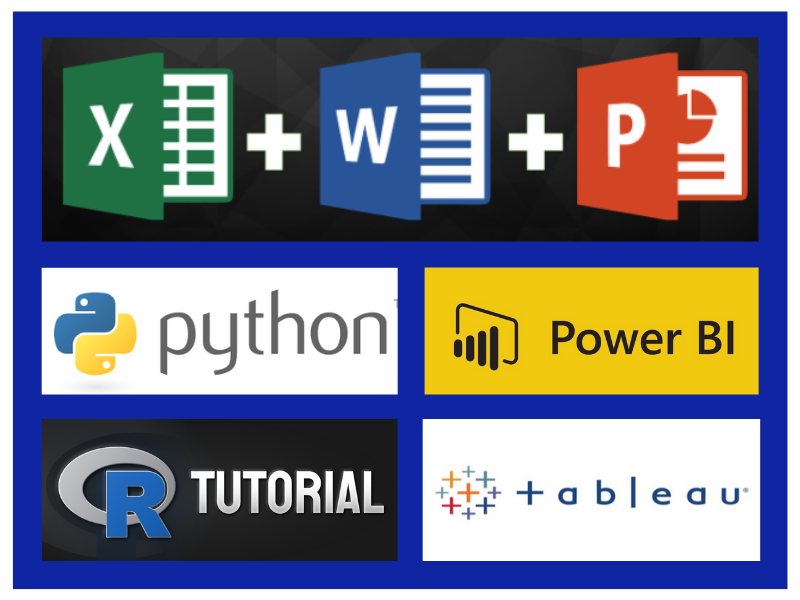 X + W + P
python
Power BI
R TUTORIAL
+ableau®